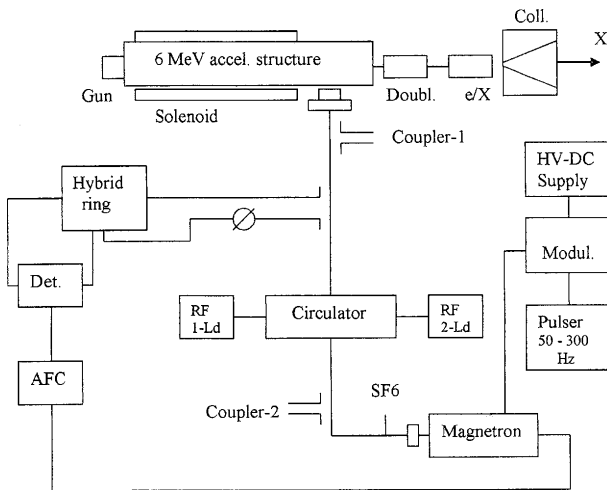 Coll.
X
6 MeV accel. structure
Gun
Doubl.
e/X
Solenoid
Coupler-1
HV-DC
Supply
Hybrid
ring
Modul.
Det.
RF
1-Ld
Circulator
RF
2-Ld
Pulser
50 - 300
Hz
AFC
SF6
Coupler-2
Magnetron